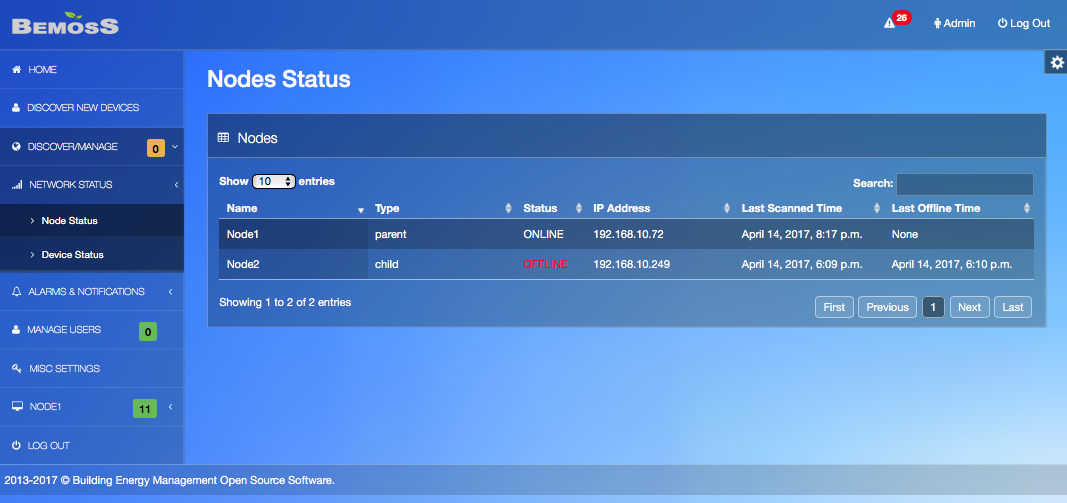 BEMOSS
26
Admin
Log Out
HOME
DISCOVER NEW DEVICES
DISCOVER/MANAGE 0
NETWORK STATUS
Node Status
Device Status
ALARMS & NOTIFICATIONS
MANAGE USERS 0
MISC SETTINGS
NODE1 11
LOG OUT
Nodes Status
Nodes
Show 10 entries
Search:
Name Type Status IP Address Last Scanned Time Last Offline Time
Node1 parent ONLINE 192.168.10.72 April 14, 2017, 8:17 p.m. None
Node2 child OFFLINE 192.168.10.249 April 14, 2017, 6:09 p.m. April 14, 2017, 6:10 p.m.
Showing 1 to 2 of 2 entries
First Previous 1 Next Last
2013-2017 © Building Energy Management Open Source Software.